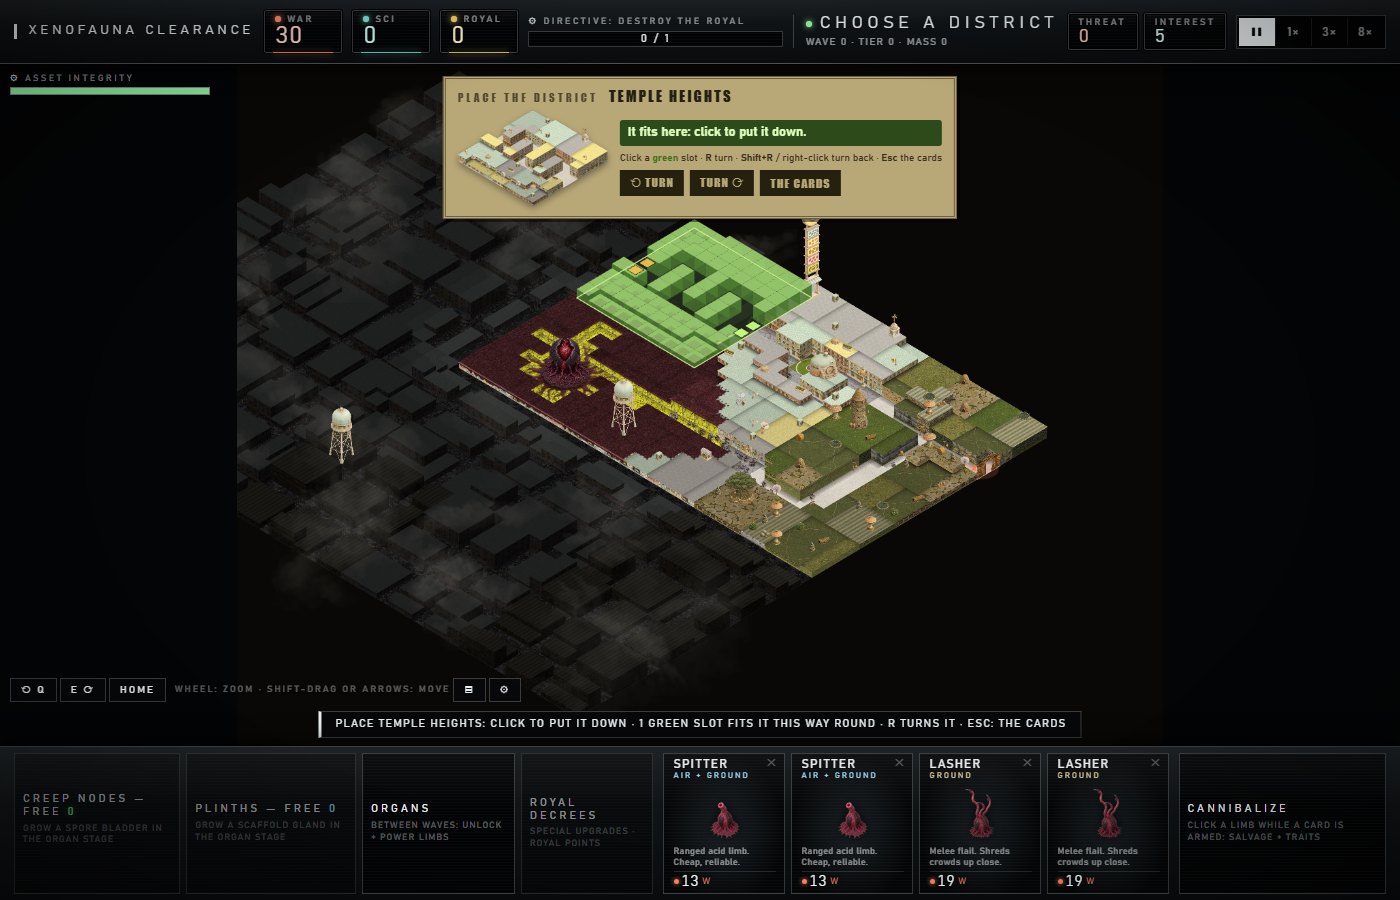 XENOFAUNA CLEARANCE
WAR
30
SCI
0
ROYAL
0
DIRECTIVE: DESTROY THE ROYAL
0 / 1
CHOOSE A DISTRICT
WAVE 0 · TIER 0 · MASS 0
THREAT
0
INTEREST
5
1×
3×
8×
ASSET INTEGRITY
PLACE THE DISTRICT TEMPLE HEIGHTS
It fits here: click to put it down.
Click a green slot · R turn · Shift+R / right-click turn back · Esc the cards
TURN
TURN
THE CARDS
Q
E
HOME
WHEEL: ZOOM · SHIFT-DRAG OR ARROWS: MOVE
PLACE TEMPLE HEIGHTS: CLICK TO PUT IT DOWN · 1 GREEN SLOT FITS IT THIS WAY ROUND · R TURNS IT · ESC: THE CARDS
CREEP NODES —
FREE 0
GROW A SPORE BLADDER IN
THE ORGAN STAGE
PLINTHS — FREE 0
GROW A SCAFFOLD GLAND IN
THE ORGAN STAGE
ORGANS
BETWEEN WAVES: UNLOCK
+ POWER LIMBS
ROYAL
DECREES
SPECIAL UPGRADES ·
ROYAL POINTS
SPITTER
AIR + GROUND
Ranged acid limb.
Cheap, reliable.
13 W
SPITTER
AIR + GROUND
Ranged acid limb.
Cheap, reliable.
13 W
LASHER
GROUND
Melee flail. Shreds
crowds up close.
19 W
LASHER
GROUND
Melee flail. Shreds
crowds up close.
19 W
CANNIBALIZE
CLICK A LIMB WHILE A CARD IS
ARMED: SALVAGE + TRAITS